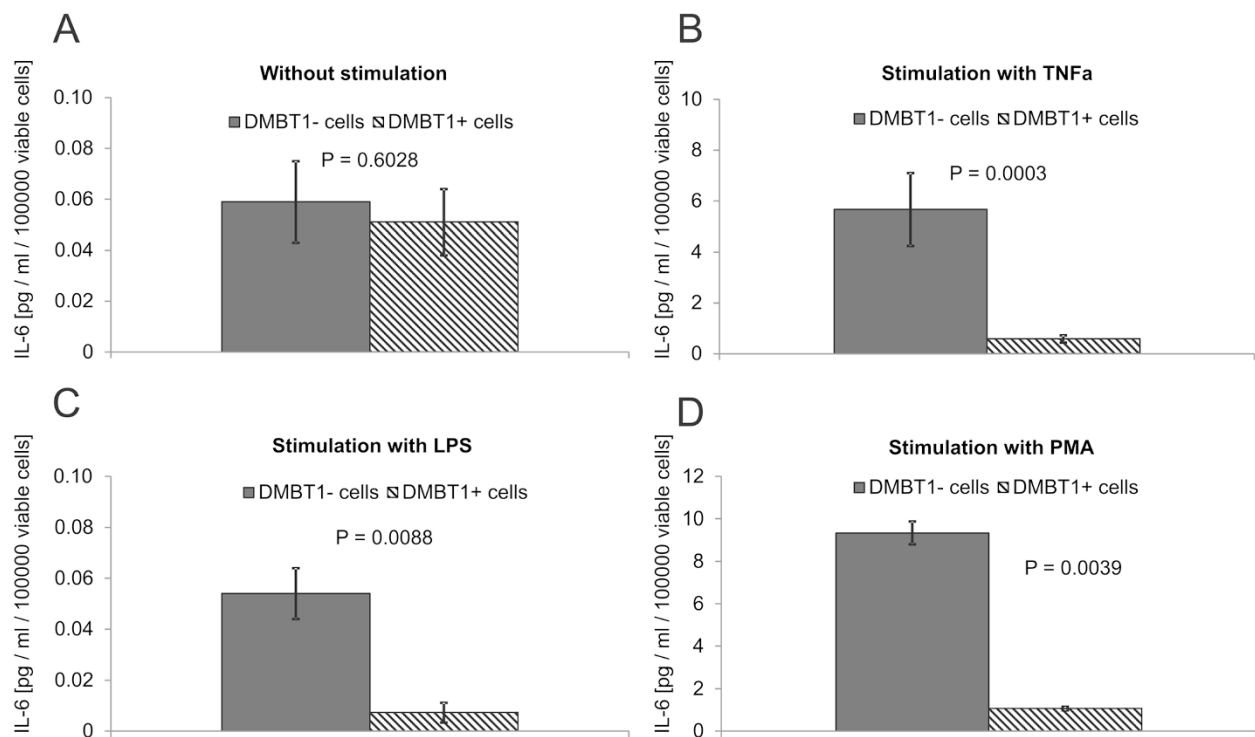 A
Without stimulation
IL-6 [pg / ml / 100000 viable cells]
0.10
0.08
0.06
0.04
0.02
0
DMBT1- cells DMBT1+ cells
P = 0.6028
B
Stimulation with TNFa
IL-6 [pg / ml / 100000 viable cells]
10
8
6
4
2
0
DMBT1- cells DMBT1+ cells
P = 0.0003
C
Stimulation with LPS
IL-6 [pg / ml / 100000 viable cells]
0.10
0.08
0.06
0.04
0.02
0
DMBT1- cells DMBT1+ cells
P = 0.0088
D
Stimulation with PMA
IL-6 [pg / ml / 100000 viable cells]
12
10
8
6
4
2
0
DMBT1- cells DMBT1+ cells
P = 0.0039